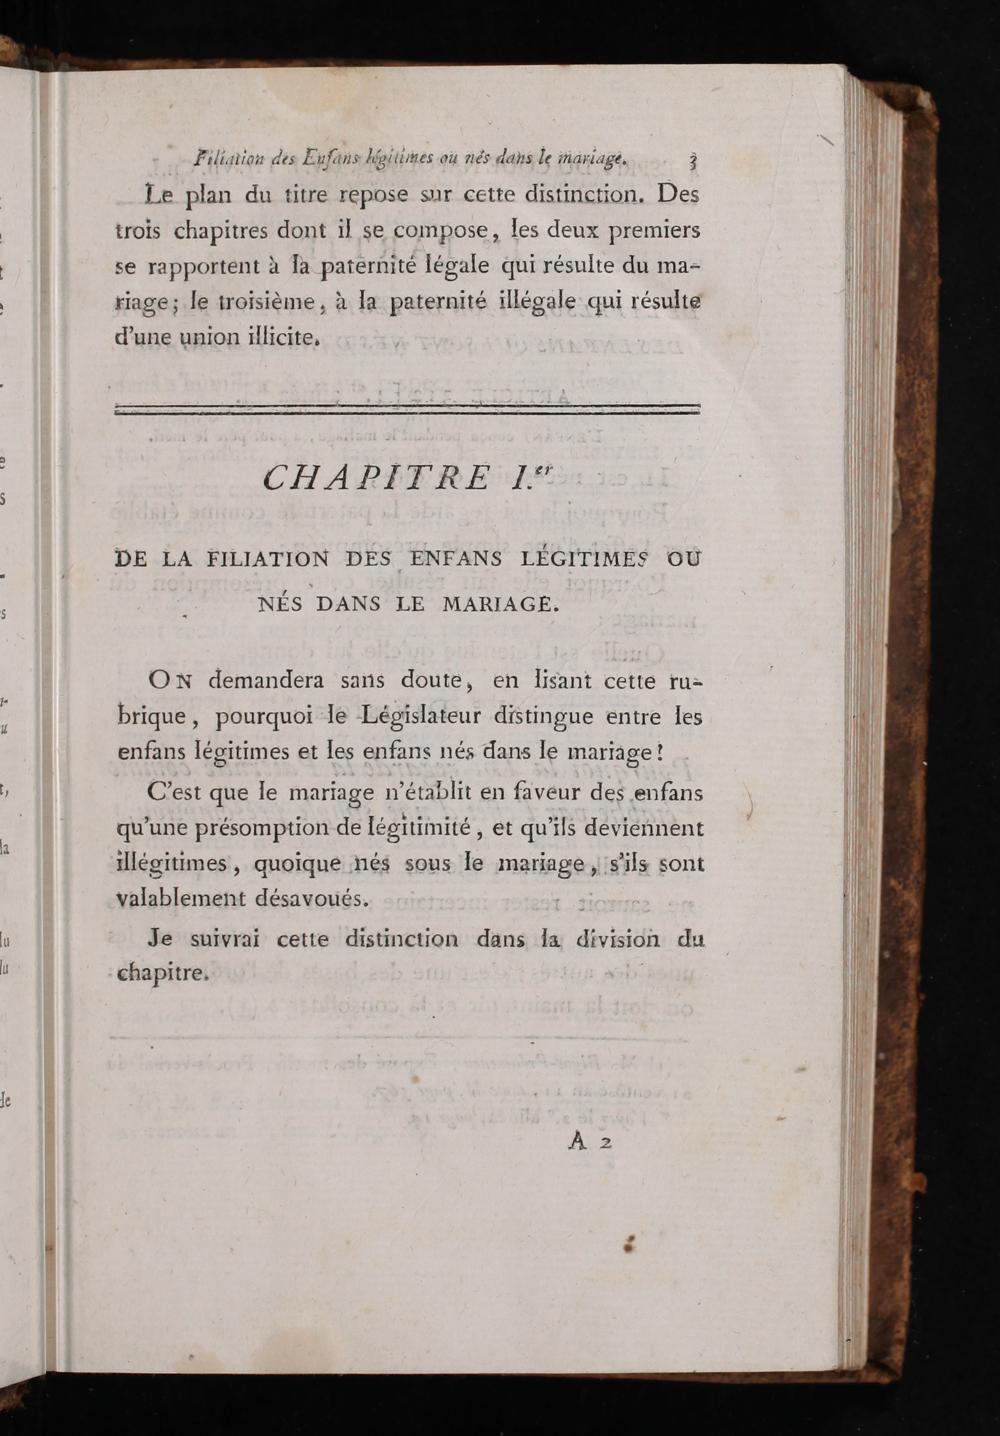 Filiation des Enfans légitimes ou nés dans le mariage. 3
Le plan du titre repose sur cette distinction. Des
trois chapitres dont il se compose, les deux premiers
se rapportent à la paternité légale qui résulte du ma-
riage; le troisième, à la paternité illégale qui résulte
d'une union illicite.
CHAPITRE I.er
DE LA FILIATION DES ENFANS LÉGITIMES OU
NÉS DANS LE MARIAGE.
ON demandera sans doute, en lisant cette ru-
brique, pourquoi le Législateur distingue entre les
enfans légitimes et les enfans nés dans le mariage!
C'est que le mariage n'établit en faveur des enfans
qu'une présomption de légitimité, et qu'ils deviennent
illégitimes, quoique nés sous le mariage, s'ils sont
valablement désavoués.
Je suivrai cette distinction dans la division du
chapitre.
A 2